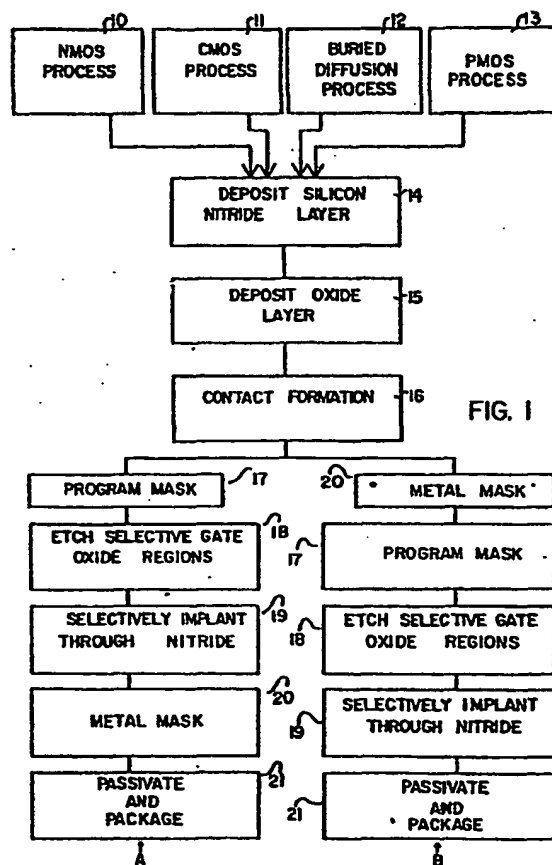 10
NMOS
PROCESS
11
CMOS
PROCESS
12
BURIED
DIFFUSION
PROCESS
13
PMOS
PROCESS
DEPOSIT SILICON
NITRIDE LAYER
14
DEPOSIT OXIDE
LAYER
15
CONTACT FORMATION
16
FIG. 1
PROGRAM MASK
17
ETCH SELECTIVE GATE
OXIDE REGIONS
18
SELECTIVELY IMPLANT
THROUGH NITRIDE
19
METAL MASK
20
PASSIVATE
AND
PACKAGE
21
A
20
METAL MASK
17
PROGRAM MASK
18
ETCH SELECTIVE GATE
OXIDE REGIONS
19
SELECTIVELY IMPLANT
THROUGH NITRIDE
21
PASSIVATE
AND
PACKAGE
B